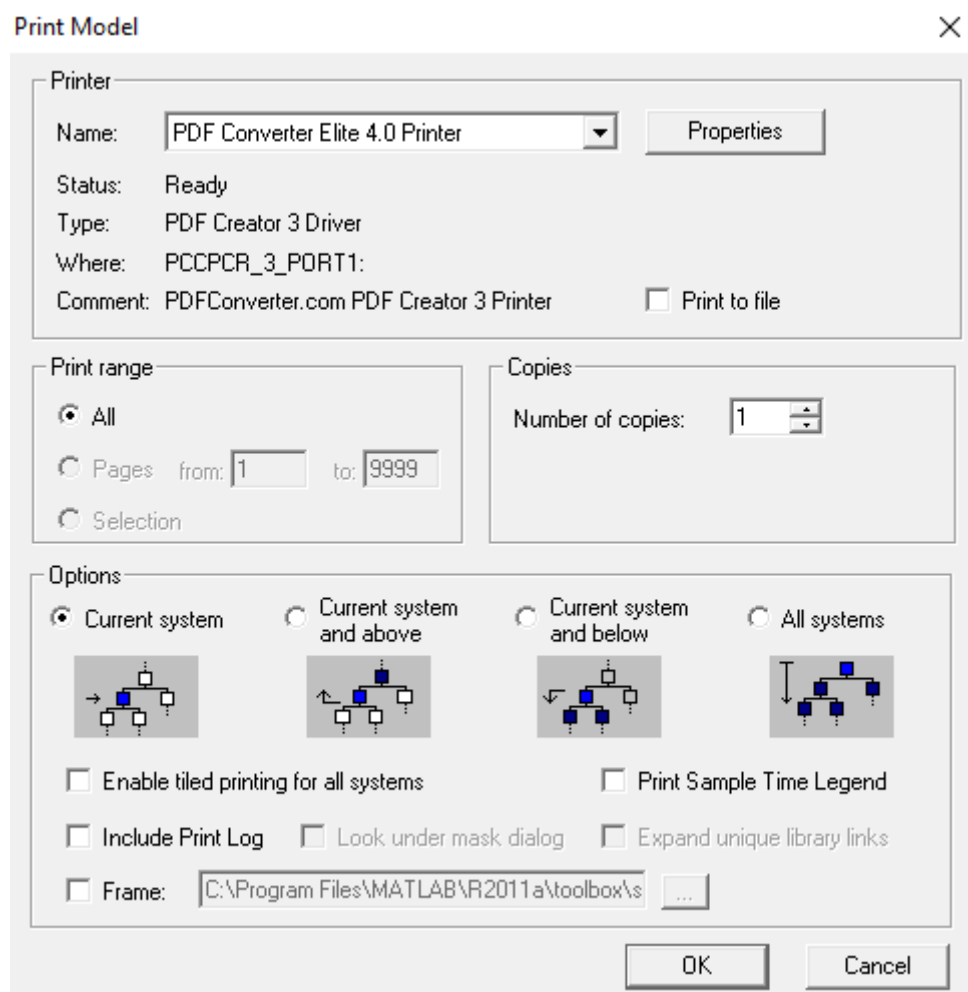 Print Model
Printer
Name: PDF Converter Elite 4.0 Printer Properties
Status: Ready
Type: PDF Creator 3 Driver
Where: PCCPCR_3_PORT1:
Comment: PDFConverter.com PDF Creator 3 Printer Print to file
Print range Copies
All Number of copies: 1
Pages from: 1 to: 9999
Selection
Options
Current system Current system and above Current system and below All systems
Enable tiled printing for all systems Print Sample Time Legend
Include Print Log Look under mask dialog Expand unique library links
Frame: C:\Program Files\MATLAB\R2011a\toolbox\s ...
OK Cancel